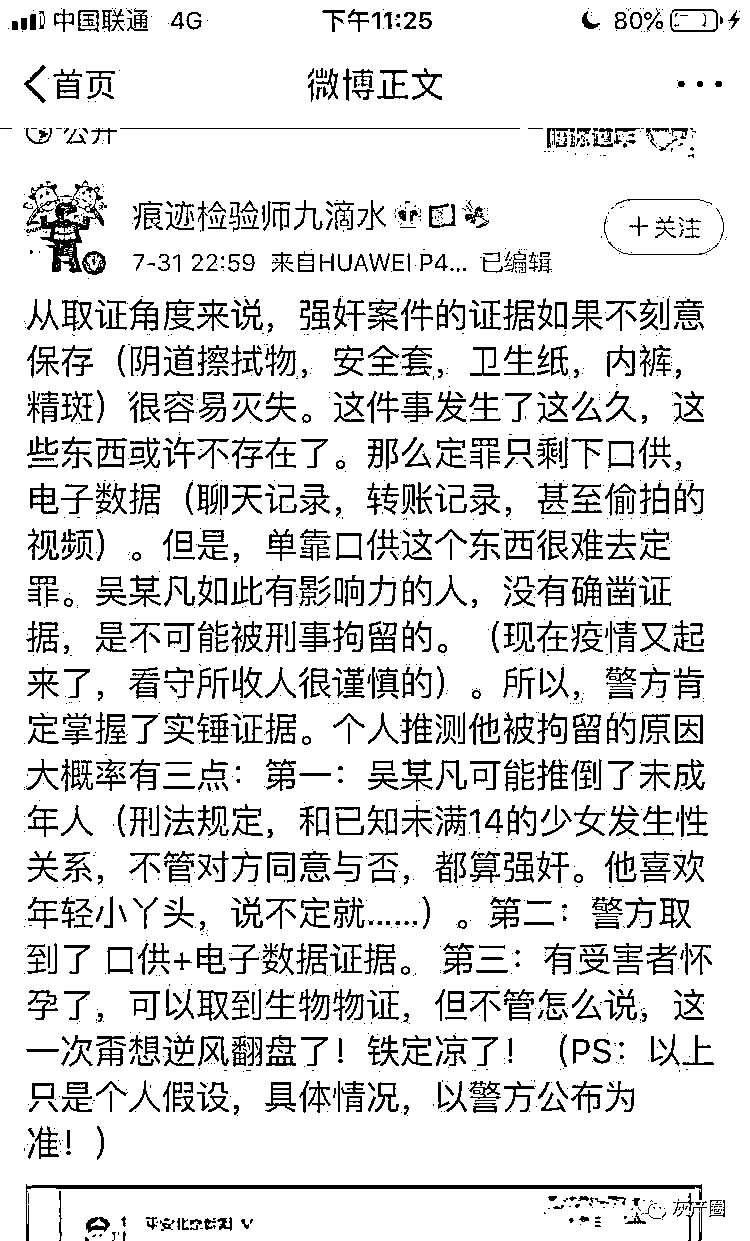 中国联通 4G 下午11:25 80%
首页 微博正文
公开
痕迹检验师九滴水
+关注
7-31 22:59 来自HUAWEI P4... 已编辑
从取证角度来说，强奸案件的证据如果不刻意
保存（阴道擦拭物，安全套，卫生纸，内裤，
精斑）很容易灭失。这件事发生了这么久，这
些东西或许不存在了。那么定罪只剩下口供，
电子数据（聊天记录，转账记录，甚至偷拍的
视频）。但是，单靠口供这个东西很难去定
罪。吴某凡如此有影响力的人，没有确凿证
据，是不可能被刑事拘留的。（现在疫情又起
来了，看守所收人很谨慎的）。所以，警方肯
定掌握了实锤证据。个人推测他被拘留的原因
大概率有三点：第一：吴某凡可能推倒了未成
年人（刑法规定，和已知未满14的少女发生性
关系，不管对方同意与否，都算强奸。他喜欢
年轻小丫头，说不定就......）。第二：警方取
到了 口供+电子数据证据。 第三：有受害者怀
孕了，可以取到生物物证，但不管怎么说，这
一次甭想逆风翻盘了！铁定凉了！（PS：以上
只是个人假设，具体情况，以警方公布为
准！）
灰产圈